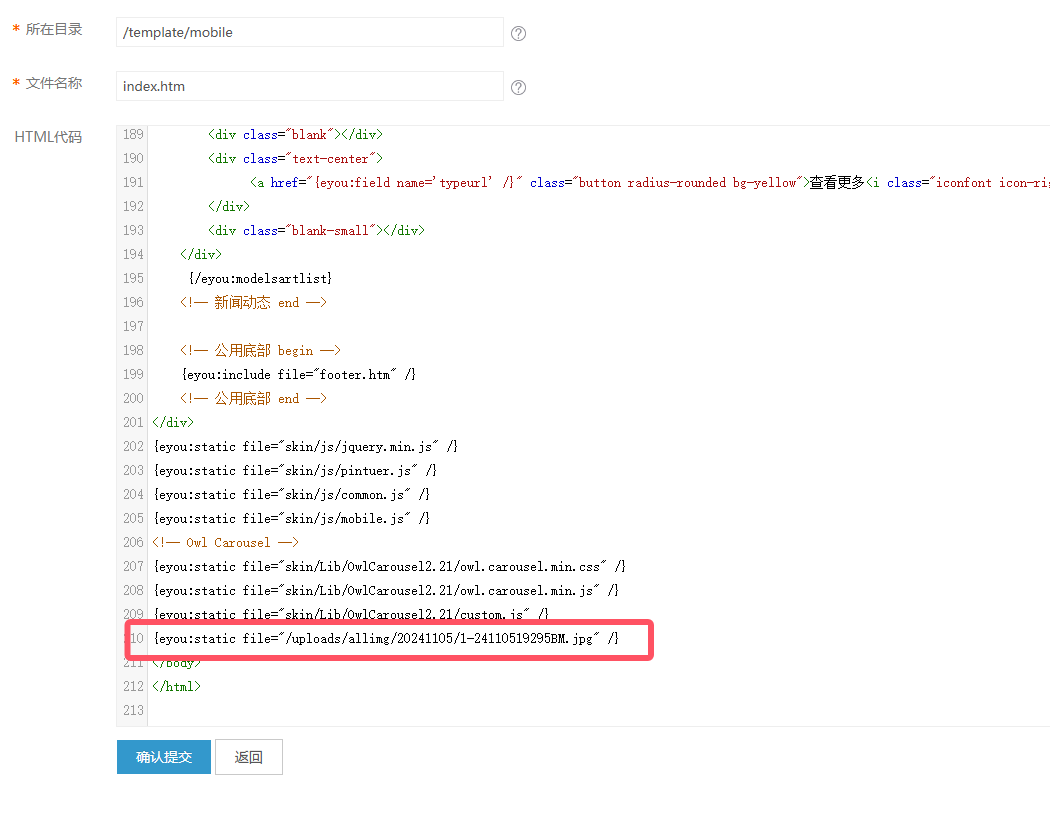 * 所在目录 /template/mobile ?
* 文件名称 index.htm ?
HTML代码
189 <div class="blank"></div>
190 <div class="text-center">
191 <a href="{eyou:field name='typeurl' /}" class="button radius-rounded bg-yellow">查看更多<i class="iconfont icon-rig
192 </div>
193 <div class="blank-small"></div>
194 </div>
195 {/eyou:modelsartlist}
196 <!-- 新闻动态 end -->
197
198 <!-- 公用底部 begin -->
199 {eyou:include file="footer.htm" /}
200 <!-- 公用底部 end -->
201 </div>
202 {eyou:static file="skin/js/jquery.min.js" /}
203 {eyou:static file="skin/js/pintuer.js" /}
204 {eyou:static file="skin/js/common.js" /}
205 {eyou:static file="skin/js/mobile.js" /}
206 <!-- Owl Carousel -->
207 {eyou:static file="skin/Lib/OwlCarousel2.21/owl.carousel.min.css" /}
208 {eyou:static file="skin/Lib/OwlCarousel2.21/owl.carousel.min.js" /}
209 {eyou:static file="skin/Lib/OwlCarousel2.21/custom.js" /}
210 {eyou:static file="/uploads/allimg/20241105/1-24110519295BM.jpg" /}
211 </body>
212 </html>
213
确认提交 返回